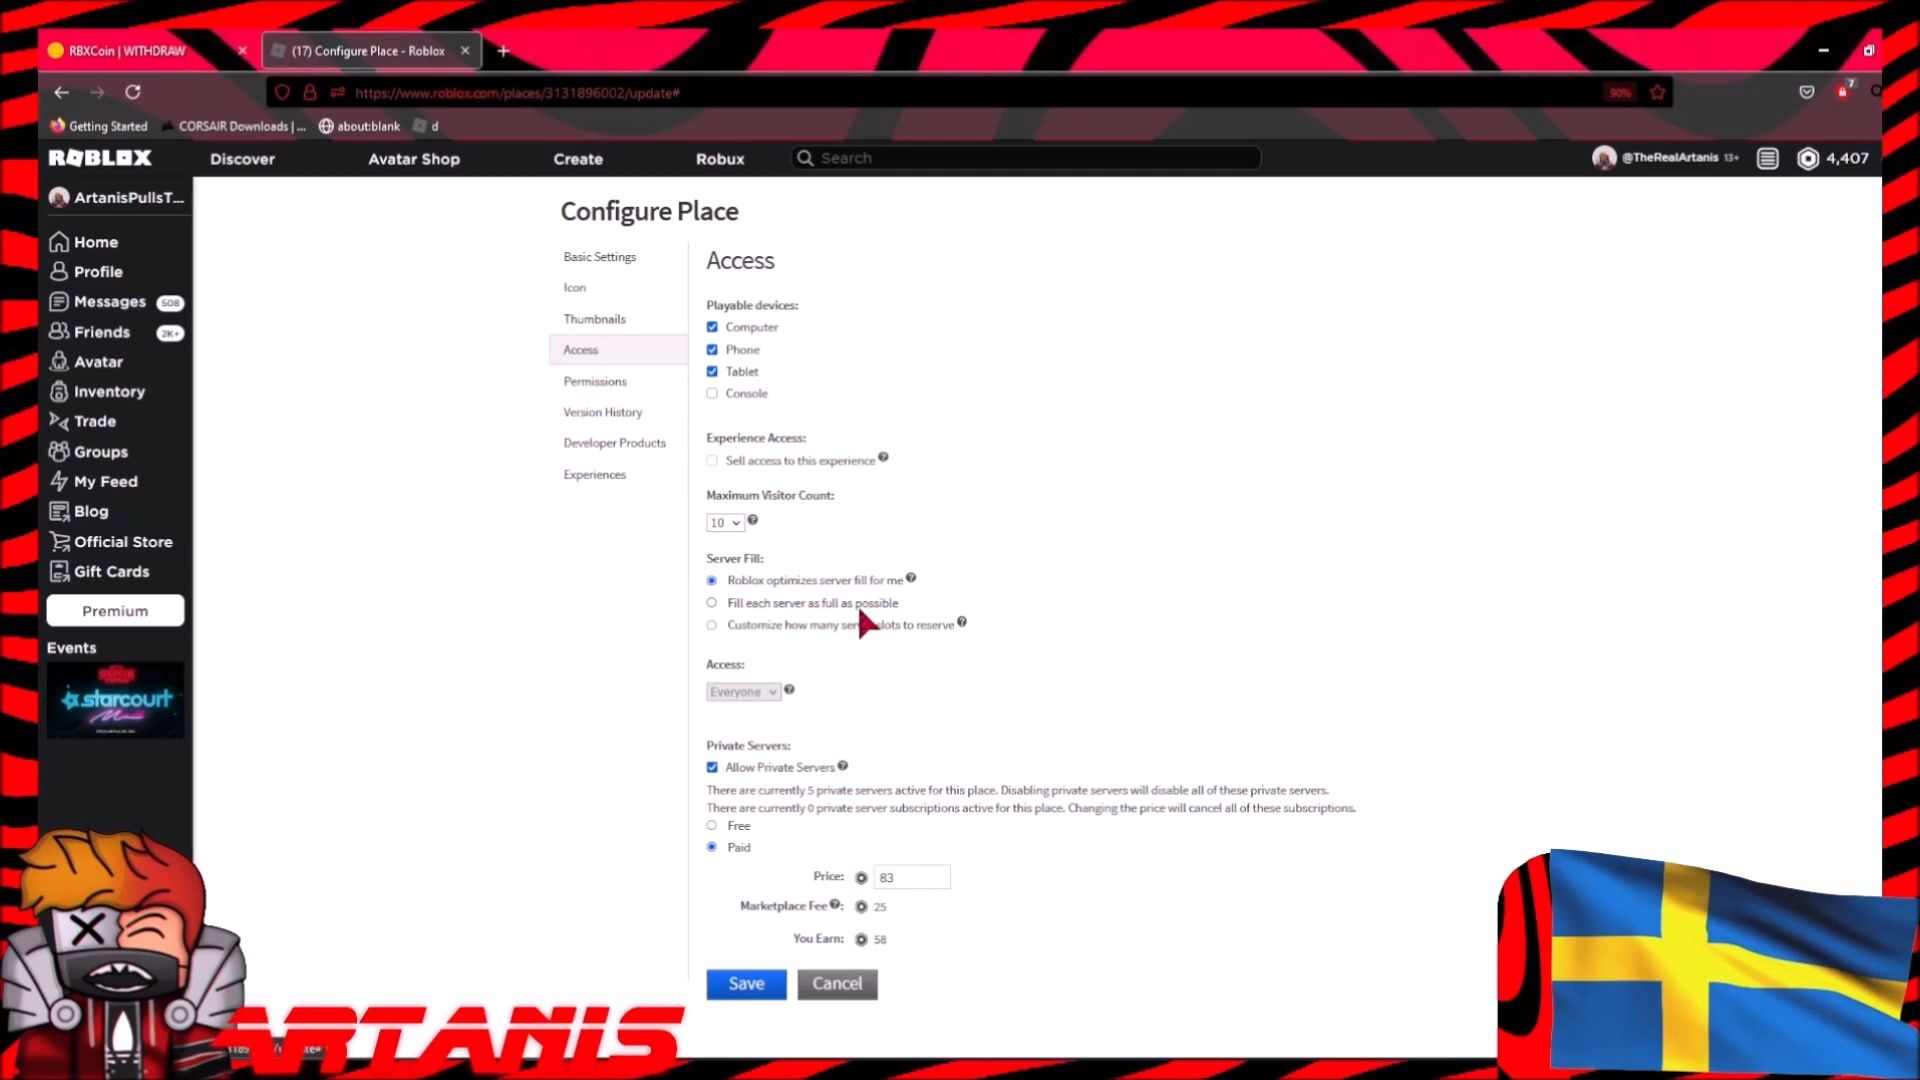 RBXCoin | WITHDRAW
(17) Configure Place - Roblox
https://www.roblox.com/places/3131896002/update#
90%
7
Getting Started
CORSAIR Downloads | ...
about:blank
d
ROBLOX
Discover
Avatar Shop
Create
Robux
Search
@TheRealArtanis 13+
4,407
ArtanisPullsT...
Home
Profile
Messages 508
Friends 2K+
Avatar
Inventory
Trade
Groups
My Feed
Blog
Official Store
Gift Cards
Premium
Events
starcourt
Configure Place
Basic Settings
Icon
Thumbnails
Access
Permissions
Version History
Developer Products
Experiences
Access
Playable devices:
Computer
Phone
Tablet
Console
Experience Access:
Sell access to this experience
Maximum Visitor Count:
10
Server Fill:
Roblox optimizes server fill for me
Fill each server as full as possible
Customize how many slots to reserve
Access:
Everyone
Private Servers:
Allow Private Servers
There are currently 5 private servers active for this place. Disabling private servers will disable all of these private servers.
There are currently 0 private server subscriptions active for this place. Changing the price will cancel all of these subscriptions.
Free
Paid
Price: 83
Marketplace Fee: 25
You Earn: 58
Save
Cancel
ARTANIS